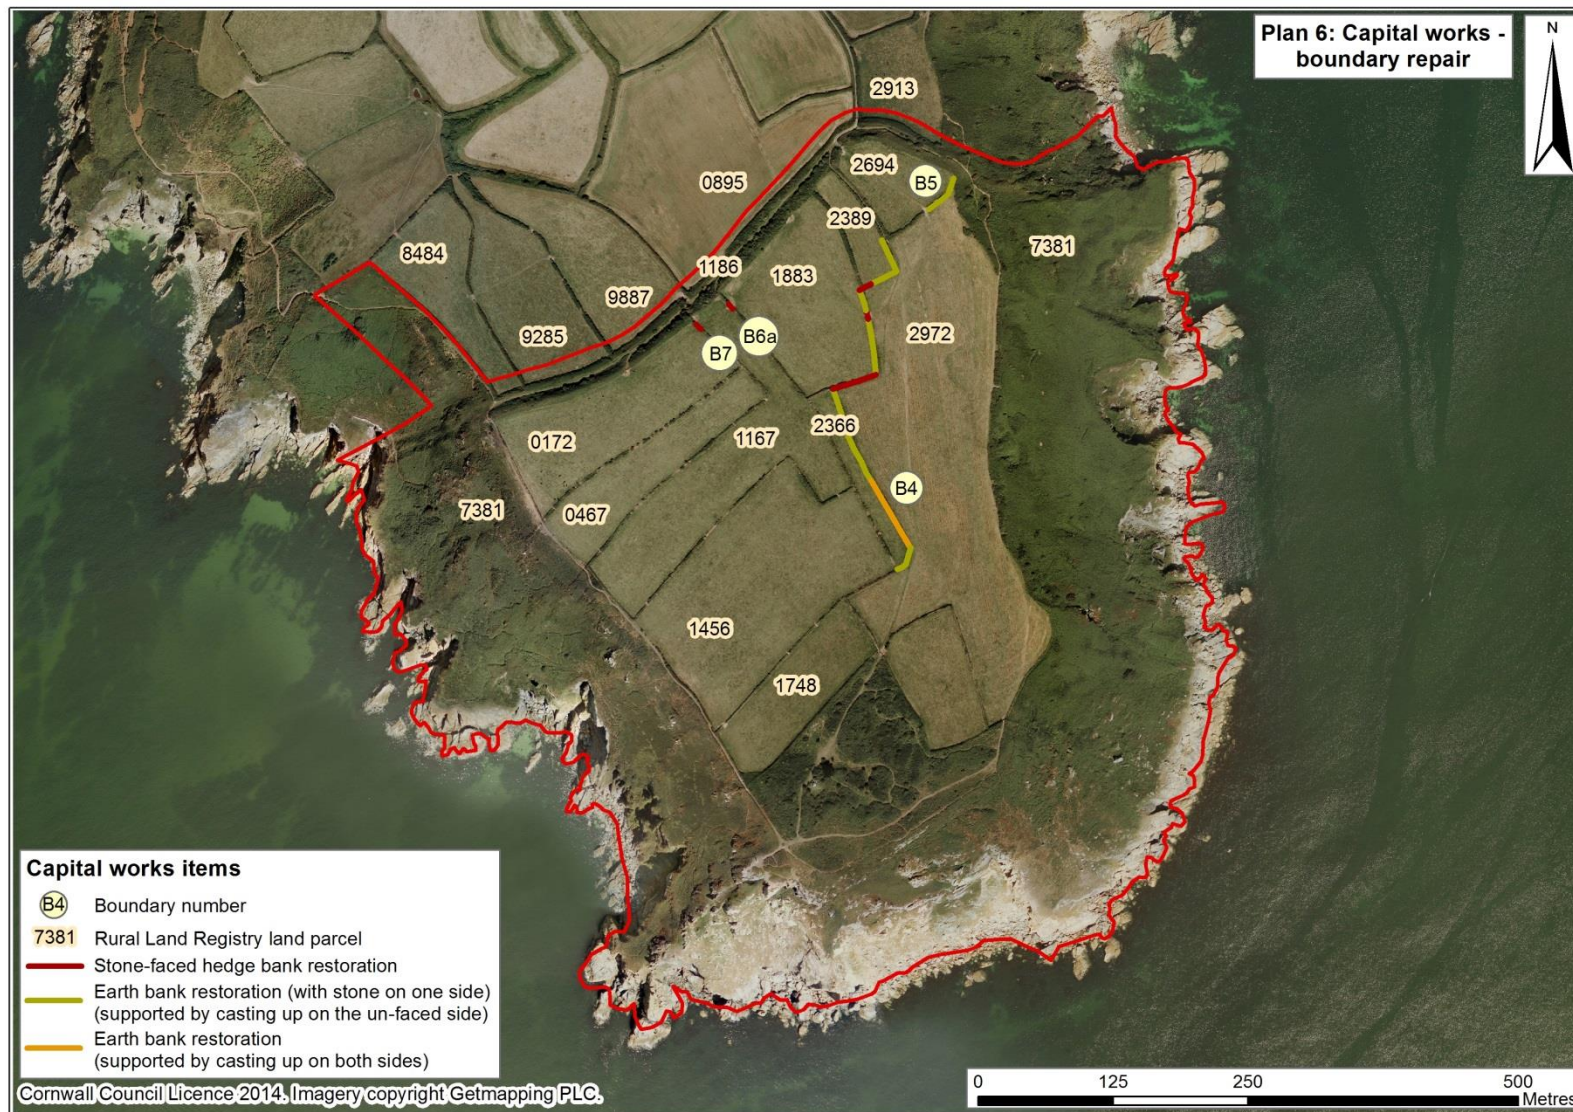 Plan 6: Capital works -
boundary repair
N
2913
2694
B5
0895
2389
7381
8484
1186
1883
9887
2972
9285
B6a
B7
0172
1167
2366
B4
7381
0467
1456
1748
Capital works items
B4 Boundary number
7381 Rural Land Registry land parcel
Stone-faced hedge bank restoration
Earth bank restoration (with stone on one side)
(supported by casting up on the un-faced side)
Earth bank restoration
(supported by casting up on both sides)
Cornwall Council Licence 2014. Imagery copyright Getmapping PLC.
0 125 250 500
Metres